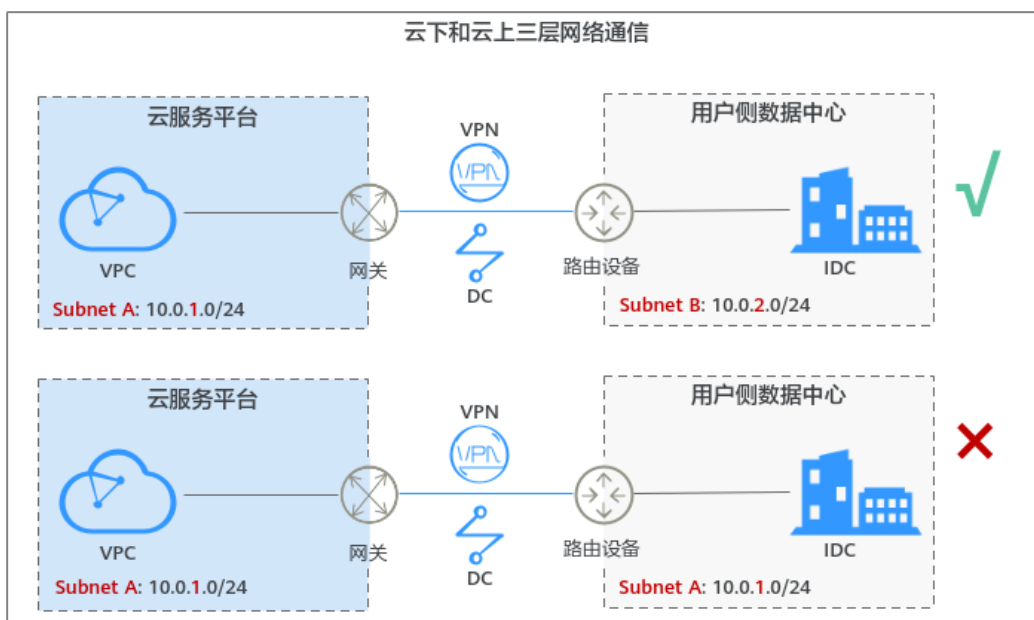 云下和云上三层网络通信
云服务平台
VPN
VPN
用户侧数据中心
√
VPC
网关
DC
路由设备
IDC
Subnet A: 10.0.1.0/24
Subnet B: 10.0.2.0/24
云服务平台
VPN
VPN
用户侧数据中心
×
VPC
网关
DC
路由设备
IDC
Subnet A: 10.0.1.0/24
Subnet A: 10.0.1.0/24